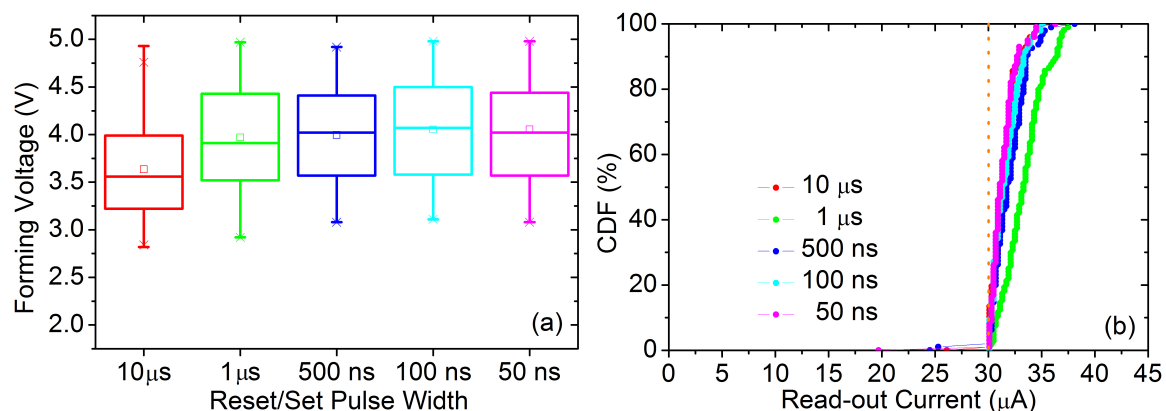 Forming Voltage (V)
5.0
4.5
4.0
3.5
3.0
2.5
2.0
(a)
10μs
1μs
500 ns
100 ns
50 ns
Reset/Set Pulse Width
CDF (%)
100
80
60
40
20
0
10 μs
1 μs
500 ns
100 ns
50 ns
(b)
0
5
10
15
20
25
30
35
40
45
Read-out Current (μA)